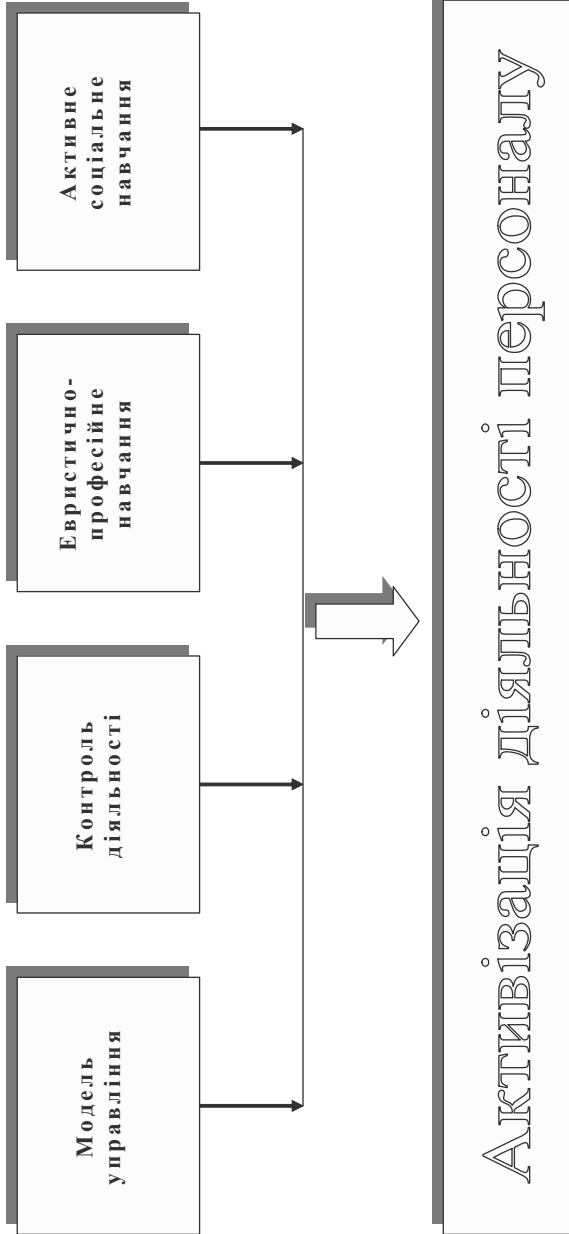 Модель
управління
Контроль
діяльності
Евристично-
професійне
навчання
Активне
соціальне
навчання
Активізація діяльності персоналу